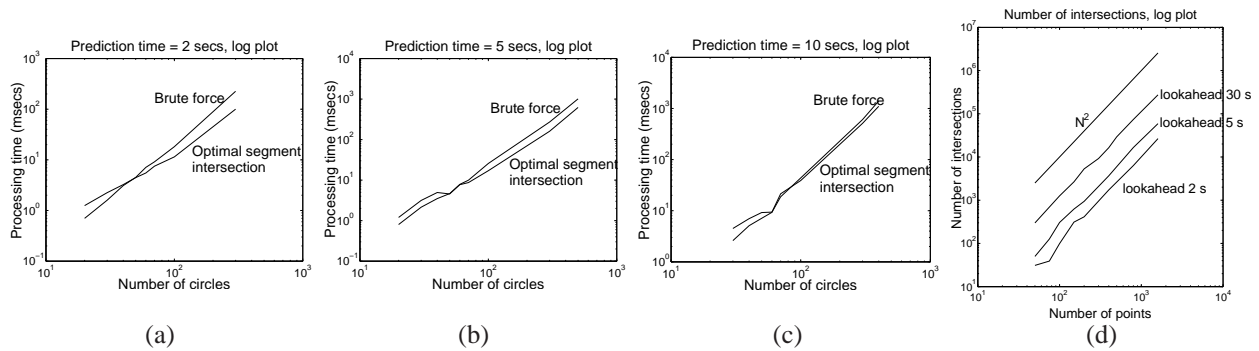 Prediction time = 2 secs, log plot
Processing time (msecs)
10^3
10^2
10^1
10^0
10^-1
Brute force
Optimal segment
intersection
10^1
10^2
10^3
Number of circles
(a)
Prediction time = 5 secs, log plot
Processing time (msecs)
10^4
10^3
10^2
10^1
10^0
10^-1
Brute force
Optimal segment
intersection
10^1
10^2
10^3
Number of circles
(b)
Prediction time = 10 secs, log plot
Processing time (msecs)
10^4
10^3
10^2
10^1
10^0
Brute force
Optimal segment
intersection
10^1
10^2
10^3
Number of circles
(c)
Number of intersections, log plot
Number of intersections
10^7
10^6
10^5
10^4
10^3
10^2
10^1
N^2
lookahead 30 s
lookahead 5 s
lookahead 2 s
10^1
10^2
10^3
10^4
Number of points
(d)